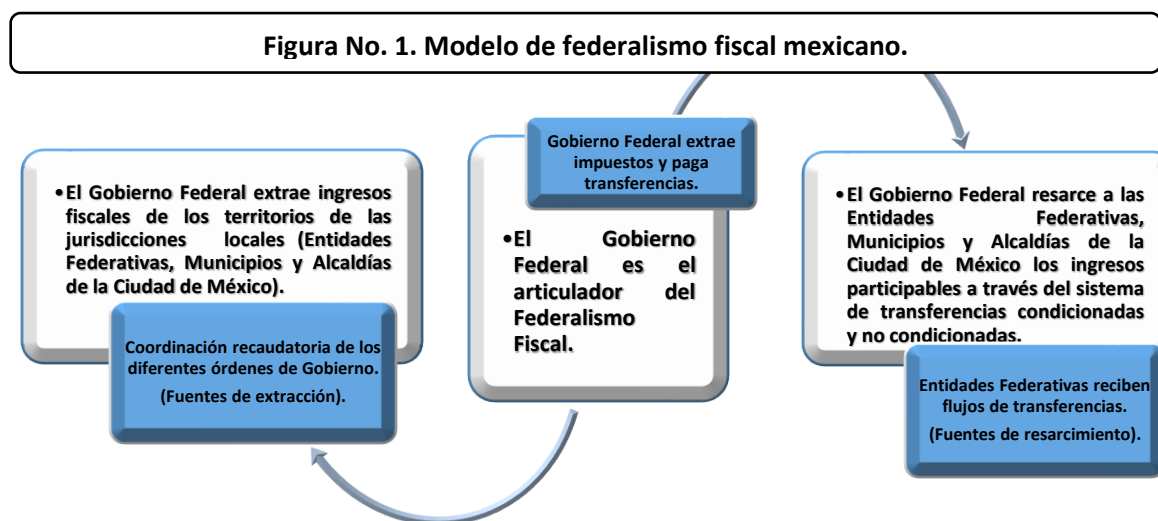 Figura No. 1. Modelo de federalismo fiscal mexicano.
•El Gobierno Federal extrae ingresos
fiscales de los territorios de las
jurisdicciones locales (Entidades
Federativas, Municipios y Alcaldías
de la Ciudad de México).
Coordinación recaudatoria de los
diferentes órdenes de Gobierno.
(Fuentes de extracción).
Gobierno Federal extrae
impuestos y paga
transferencias.
•El Gobierno
Federal es el
articulador del
Federalismo
Fiscal.
•El Gobierno Federal resarce a las
Entidades Federativas,
Municipios y Alcaldías de la
Ciudad de México los ingresos
participables a través del sistema
de transferencias condicionadas
y no condicionadas.
Entidades Federativas reciben
flujos de transferencias.
(Fuentes de resarcimiento).